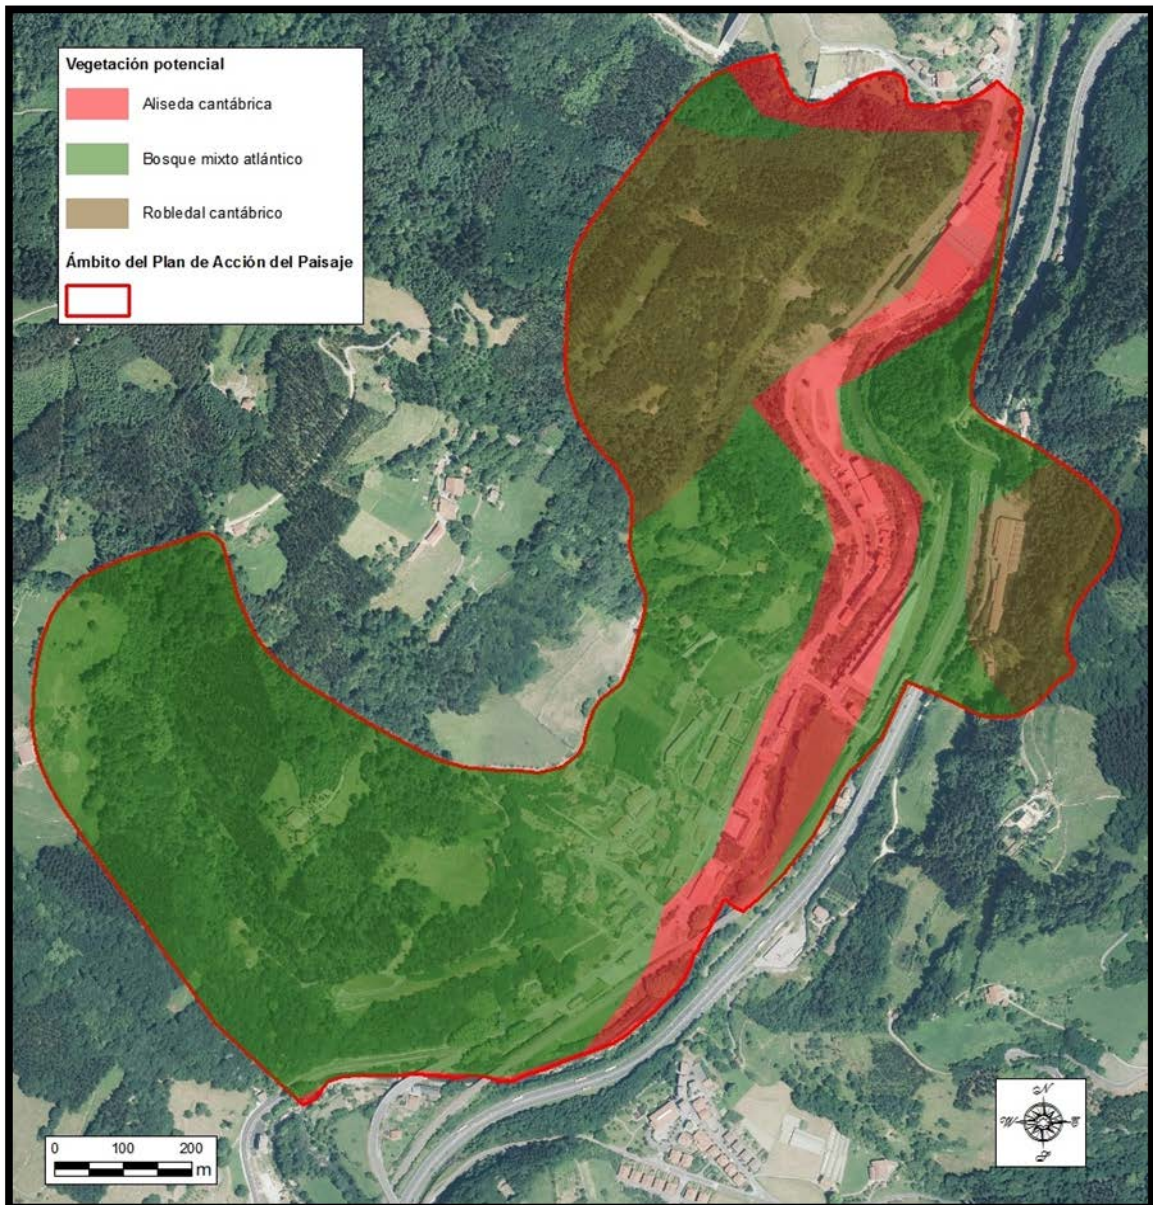 Vegetación potencial
Aliseda cantábrica
Bosque mixto atlántico
Robledal cantábrico
Ámbito del Plan de Acción del Paisaje
0 100 200
m
N